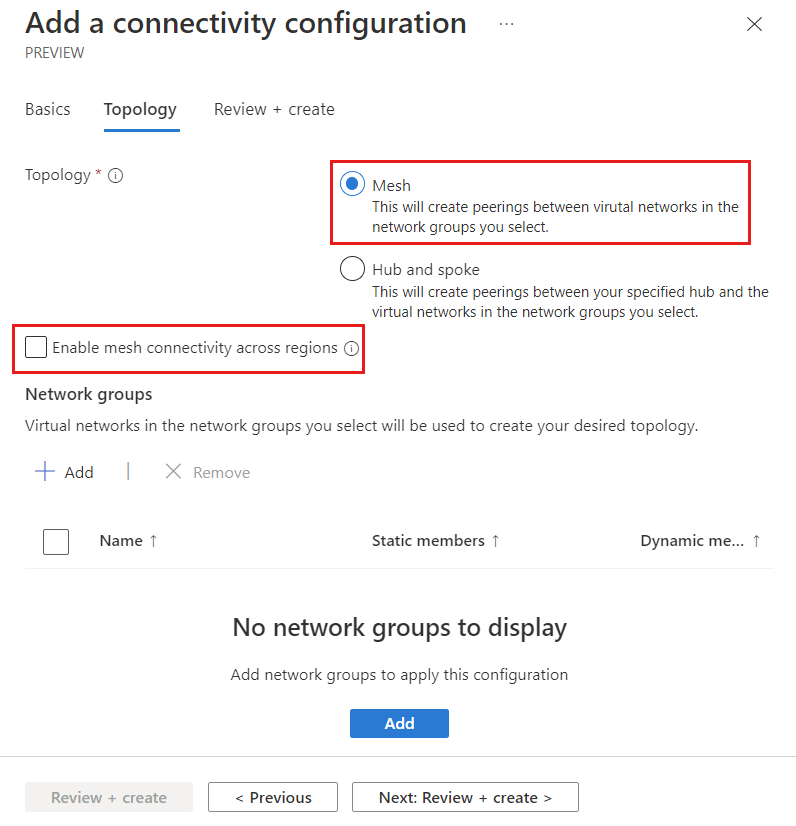 Add a connectivity configuration ...
PREVIEW
Basics Topology Review + create
Topology *
Mesh
This will create peerings between virutal networks in the
network groups you select.
Hub and spoke
This will create peerings between your specified hub and the
virtual networks in the network groups you select.
Enable mesh connectivity across regions
Network groups
Virtual networks in the network groups you select will be used to create your desired topology.
+ Add | Remove
Name ↑ Static members ↑ Dynamic me... ↑
No network groups to display
Add network groups to apply this configuration
Add
Review + create < Previous Next: Review + create >